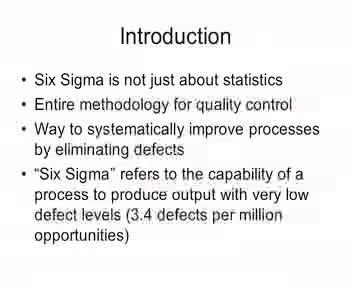 Introduction
• Six Sigma is not just about statistics
• Entire methodology for quality control
• Way to systematically improve processes
by eliminating defects
• “Six Sigma” refers to the capability of a
process to produce output with very low
defect levels (3.4 defects per million
opportunities)